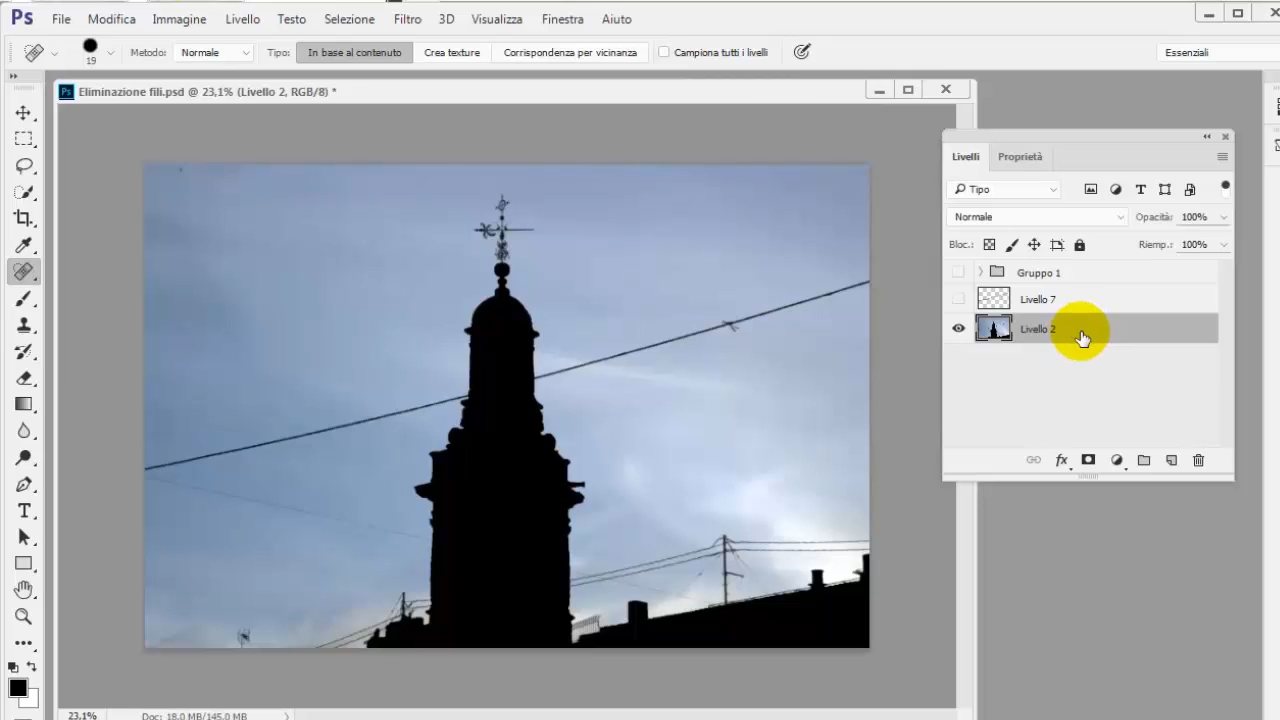 Ps File Modifica Immagine Livello Testo Selezione Filtro 3D Visualizza Finestra Aiuto
19 Metodo: Normale Tipo: In base al contenuto Crea texture Corrispondenza per vicinanza Campiona tutti i livelli Essenziali
Ps Eliminazione fili.psd @ 23,1% (Livello 2, RGB/8) *
Livelli Proprietà
Tipo
Normale Opacità: 100%
Bloc.: Riemp.: 100%
Gruppo 1
Livello 7
Livello 2
fx
23,1% Doc: 18,0 MB/145,0 MB